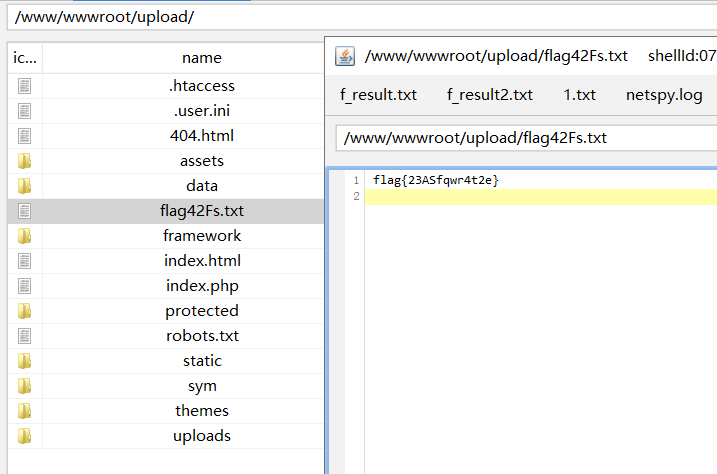 /www/wwwroot/upload/
ic... name
.htaccess
.user.ini
404.html
assets
data
flag42Fs.txt
framework
index.html
index.php
protected
robots.txt
static
sym
themes
uploads
/www/wwwroot/upload/flag42Fs.txt shellId:07
f_result.txt f_result2.txt 1.txt netspy.log
/www/wwwroot/upload/flag42Fs.txt
1 flag{23ASfqwr4t2e}
2